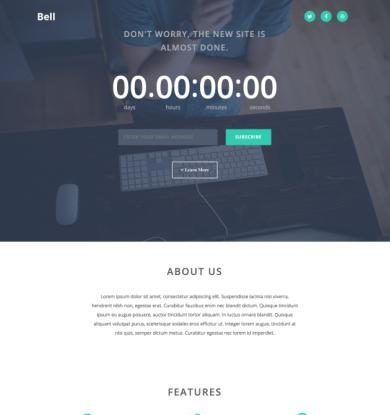 Bell
DON'T WORRY, THE NEW SITE IS
ALMOST DONE.
00.00:00:00
days hours minutes seconds
ENTER YOUR EMAIL ADDRESS SUBSCRIBE
+ Learn More
ABOUT US
Lorem ipsum dolor sit amet, consectetur adipiscing elit. Suspendisse lacinia nisi viverra,
hendrerit nibh non, egestas erat. Curabitur faucibus enim nec blandit dictum. Quisque tincidunt
ipsum eu augue posuere, auctor tincidunt tortor aliquam. In luctus ornare blandit. Quisque
aliquam volutpat purus, scelerisque sodales eros efficitur ut. Integer lorem augue, tincidunt at
nisi quis, semper dictum metus. Curabitur egestas nec lorem id imperdiet.
FEATURES